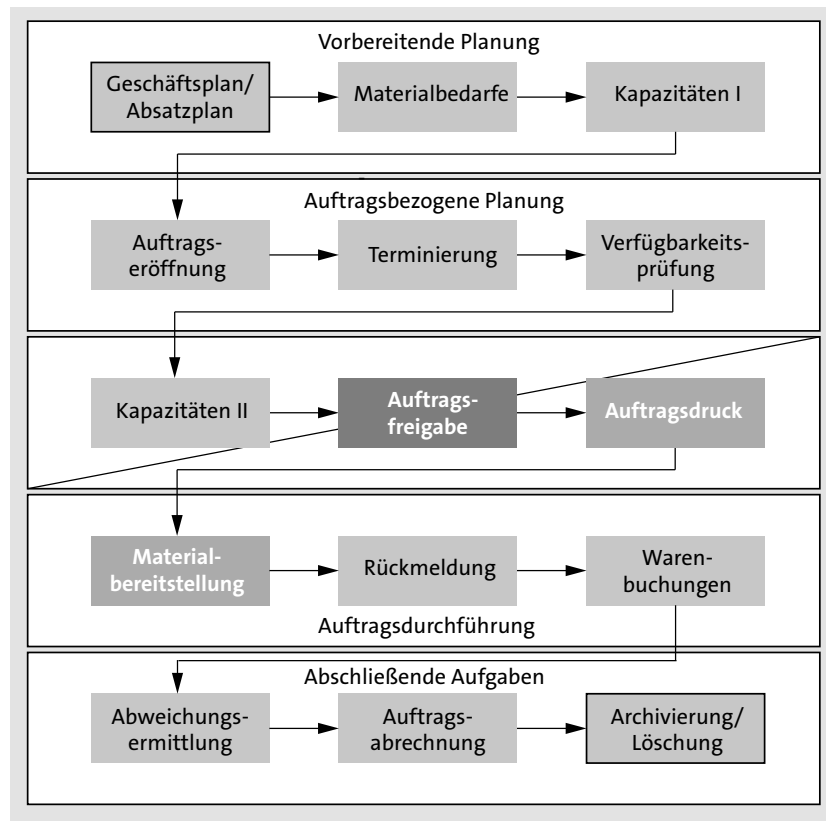 Vorbereitende Planung
Geschäftsplan/
Absatzplan
Materialbedarfe
Kapazitäten I
Auftragsbezogene Planung
Auftrags-
eröffnung
Terminierung
Verfügbarkeits-
prüfung
Kapazitäten II
Auftrags-
freigabe
Auftragsdruck
Material-
bereitstellung
Rückmeldung
Waren-
buchungen
Auftragsdurchführung
Abschließende Aufgaben
Abweichungs-
ermittlung
Auftrags-
abrechnung
Archivierung/
Löschung